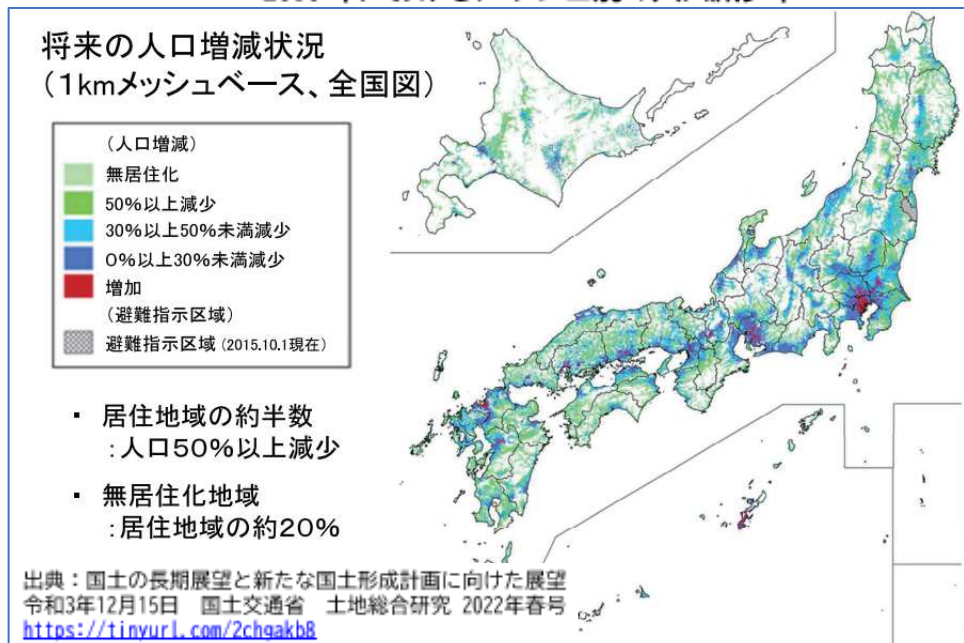 将来の人口増減状況
(1kmメッシュベース、全国図)
(人口増減)
無居住化
50%以上減少
30%以上50%未満減少
0%以上30%未満減少
増加
(避難指示区域)
避難指示区域 (2015.10.1現在)
・ 居住地域の約半数
:人口50%以上減少
・ 無居住化地域
:居住地域の約20%
出典:国土の長期展望と新たな国土形成計画に向けた展望
令和3年12月15日 国土交通省 土地総合研究 2022年春号
https://tinyurl.com/2chgakb8